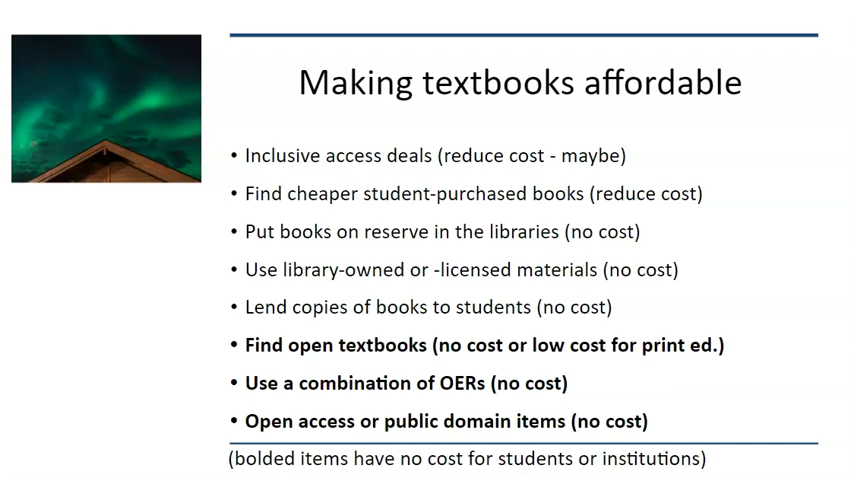 Making textbooks affordable
• Inclusive access deals (reduce cost - maybe)
• Find cheaper student-purchased books (reduce cost)
• Put books on reserve in the libraries (no cost)
• Use library-owned or -licensed materials (no cost)
• Lend copies of books to students (no cost)
• Find open textbooks (no cost or low cost for print ed.)
• Use a combination of OERs (no cost)
• Open access or public domain items (no cost)
(bolded items have no cost for students or institutions)